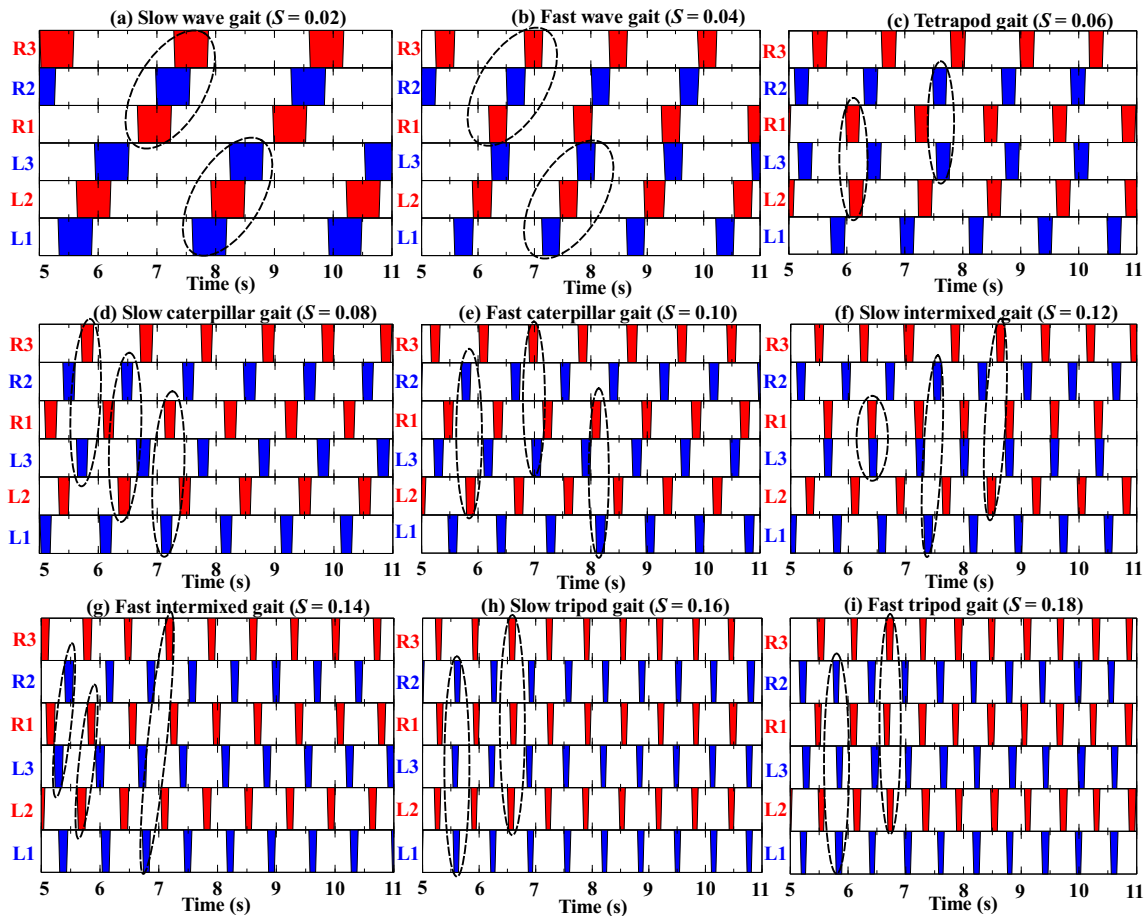 (a) Slow wave gait (S = 0.02)
R3
R2
R1
L3
L2
L1
5 6 7 8 9 10 11
Time (s)
(b) Fast wave gait (S = 0.04)
R3
R2
R1
L3
L2
L1
5 6 7 8 9 10 11
Time (s)
(c) Tetrapod gait (S = 0.06)
R3
R2
R1
L3
L2
L1
5 6 7 8 9 10 11
Time (s)
(d) Slow caterpillar gait (S = 0.08)
R3
R2
R1
L3
L2
L1
5 6 7 8 9 10 11
Time (s)
(e) Fast caterpillar gait (S = 0.10)
R3
R2
R1
L3
L2
L1
5 6 7 8 9 10 11
Time (s)
(f) Slow intermixed gait (S = 0.12)
R3
R2
R1
L3
L2
L1
5 6 7 8 9 10 11
Time (s)
(g) Fast intermixed gait (S = 0.14)
R3
R2
R1
L3
L2
L1
5 6 7 8 9 10 11
Time (s)
(h) Slow tripod gait (S = 0.16)
R3
R2
R1
L3
L2
L1
5 6 7 8 9 10 11
Time (s)
(i) Fast tripod gait (S = 0.18)
R3
R2
R1
L3
L2
L1
5 6 7 8 9 10 11
Time (s)